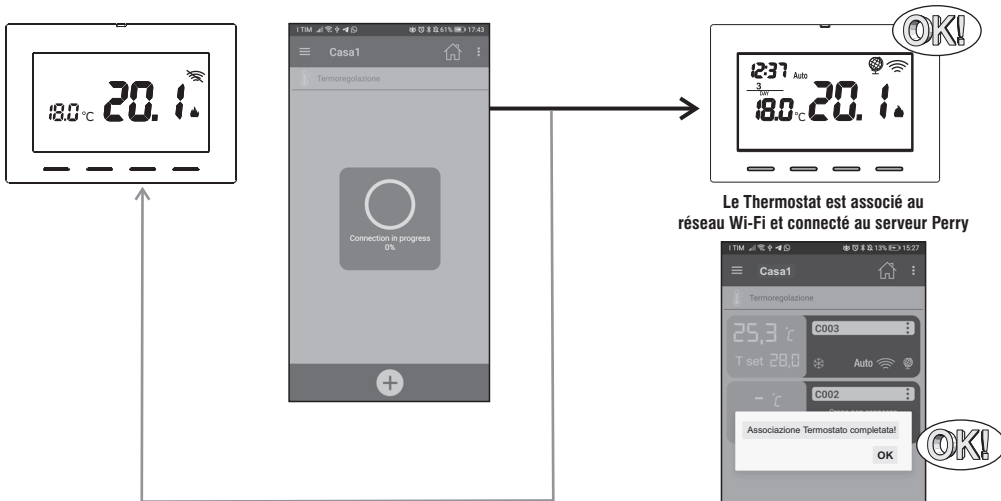 18.0 °C 20.1
I TIM 61% 17:43
Casa1
Termoregolazione
Connection in progress
0%
OK!
12:37 Auto
3
DAY
18.0 °C 20.1
Le Thermostat est associé au
réseau Wi-Fi et connecté au serveur Perry
I TIM 13% 15:27
Casa1
Termoregolazione
25,3 °C
C003
T set 28,0
Auto
- °C
C002
Associazione Termostato completata!
OK
OK!